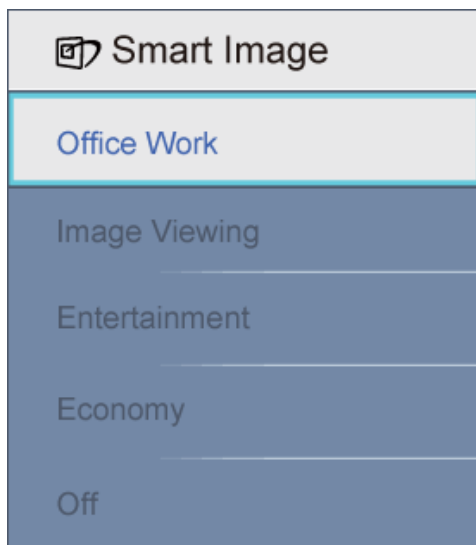 Smart Image
Office Work
Image Viewing
Entertainment
Economy
Off